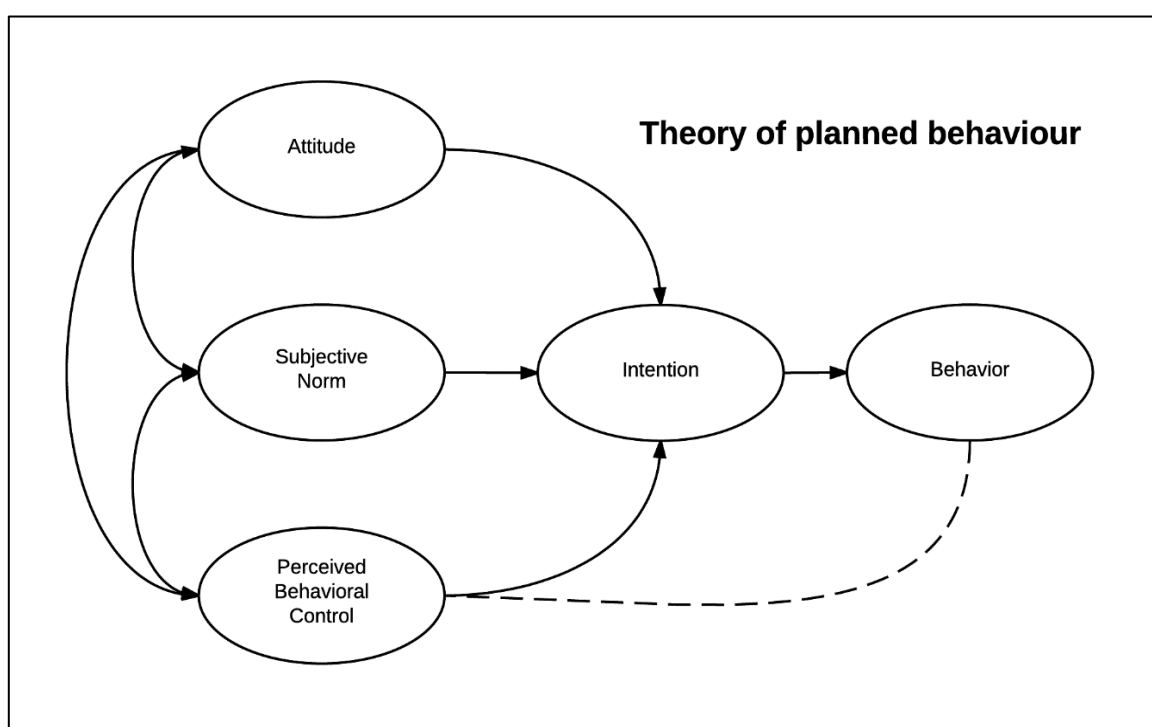 Theory of planned behaviour
Attitude
Subjective
Norm
Intention
Behavior
Perceived
Behavioral
Control